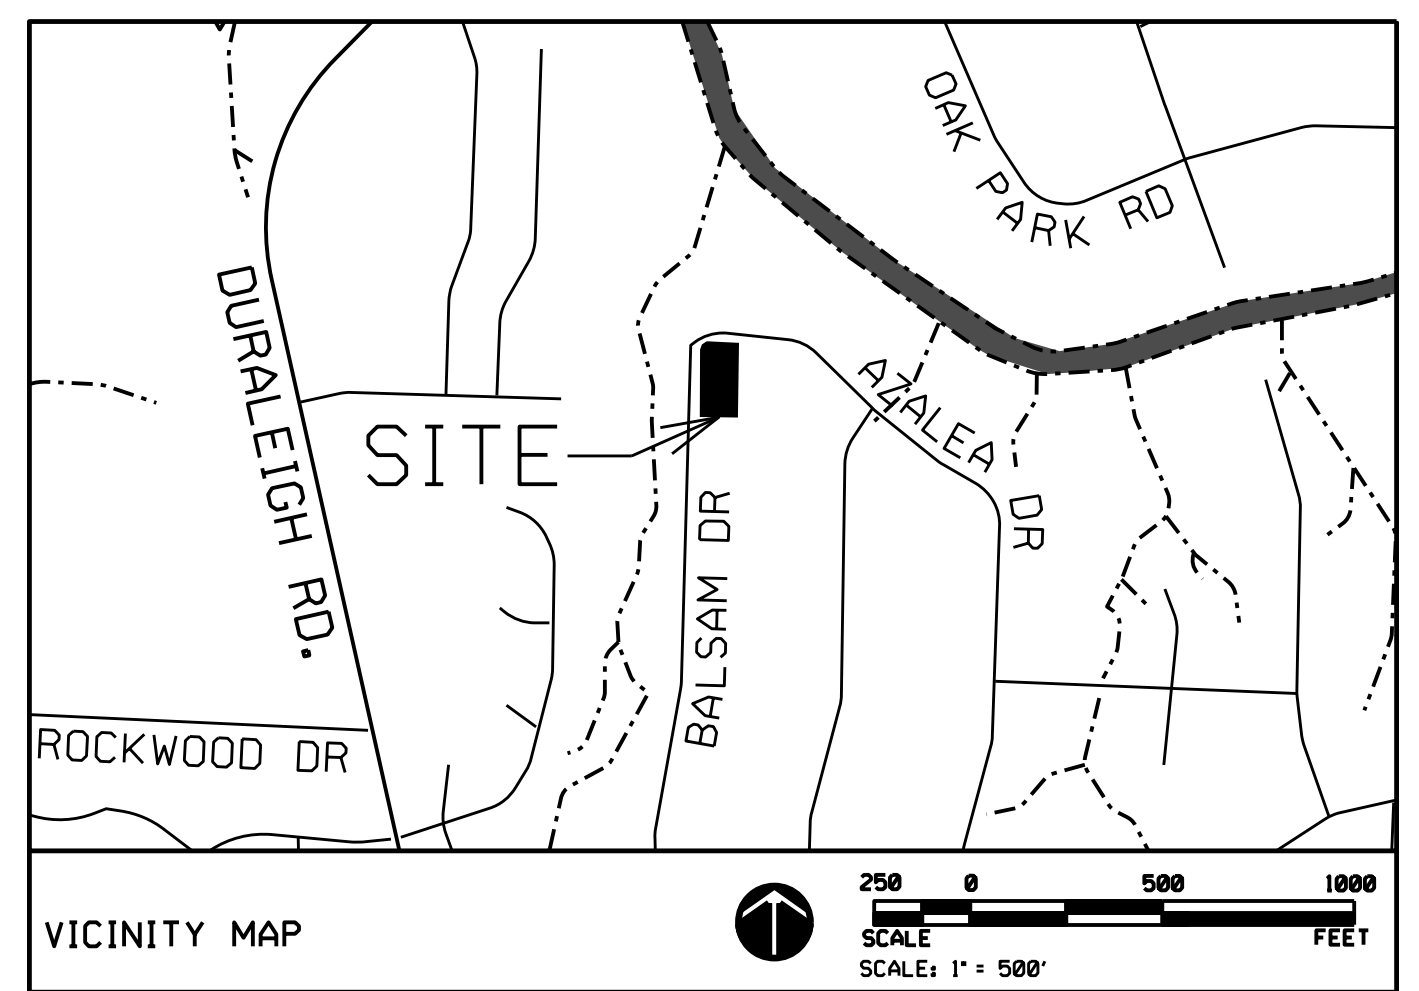 OAK PARK RD
DURALEIGH RD.
AZALEA DR
SITE
BALSAM DR
ROCKWOOD DR
VICINITY MAP
250 0 500 1000
SCALE FEET
SCALE: 1" = 500'